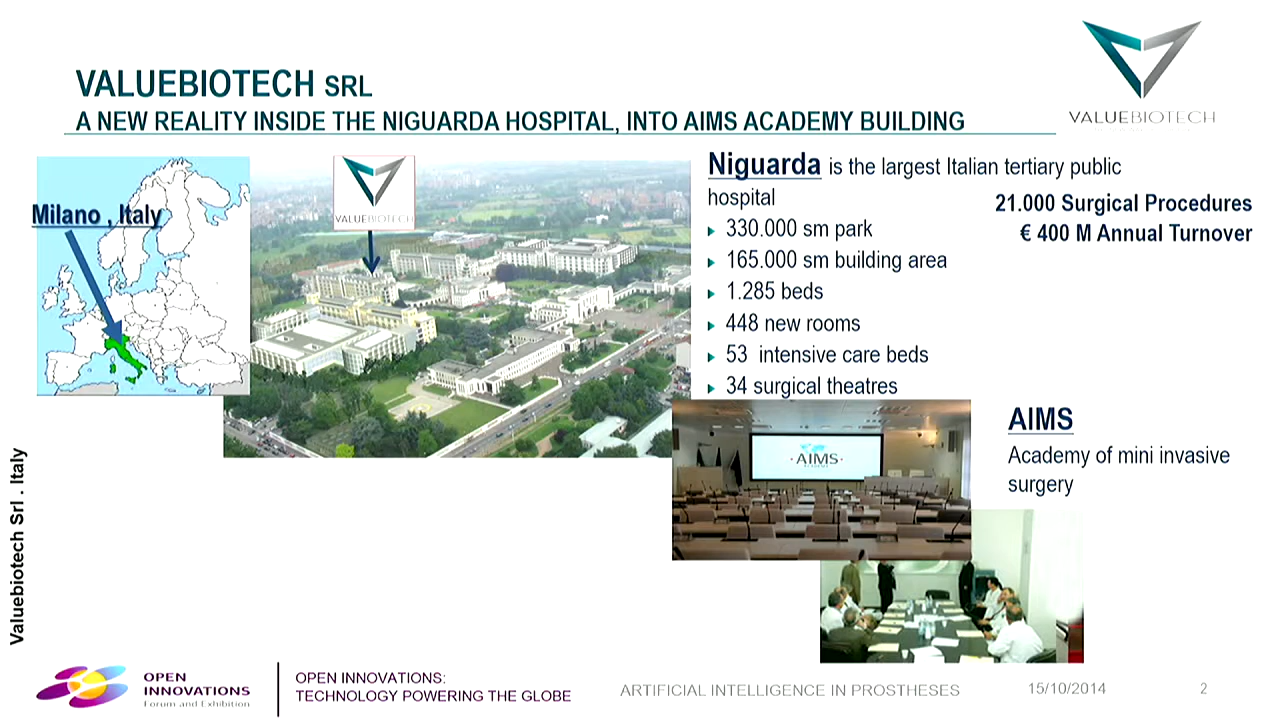 VALUEBIOTECH SRL
A NEW REALITY INSIDE THE NIGUARDA HOSPITAL, INTO AIMS ACADEMY BUILDING
VALUEBIOTECH
Milano , Italy
VALUEBIOTECH
Niguarda is the largest Italian tertiary public
hospital
21.000 Surgical Procedures
€ 400 M Annual Turnover
330.000 sm park
165.000 sm building area
1.285 beds
448 new rooms
53 intensive care beds
34 surgical theatres
AIMS
Academy of mini invasive
surgery
·AIMS·
Valuebiotech Srl . Italy
OPEN
INNOVATIONS
Forum and Exhibition
OPEN INNOVATIONS:
TECHNOLOGY POWERING THE GLOBE
ARTIFICIAL INTELLIGENCE IN PROSTHESES
15/10/2014
2